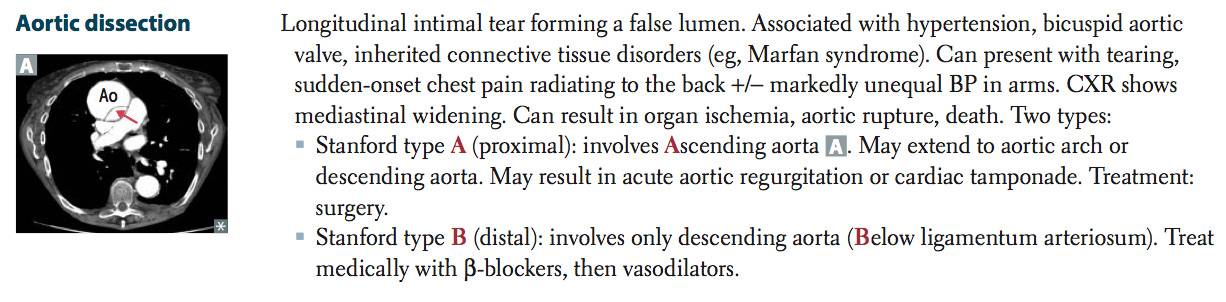 Aortic dissection
A
Ao
Longitudinal intimal tear forming a false lumen. Associated with hypertension, bicuspid aortic
valve, inherited connective tissue disorders (eg, Marfan syndrome). Can present with tearing,
sudden-onset chest pain radiating to the back +/– markedly unequal BP in arms. CXR shows
mediastinal widening. Can result in organ ischemia, aortic rupture, death. Two types:
▪ Stanford type A (proximal): involves Ascending aorta A. May extend to aortic arch or
descending aorta. May result in acute aortic regurgitation or cardiac tamponade. Treatment:
surgery.
▪ Stanford type B (distal): involves only descending aorta (Below ligamentum arteriosum). Treat
medically with β-blockers, then vasodilators.